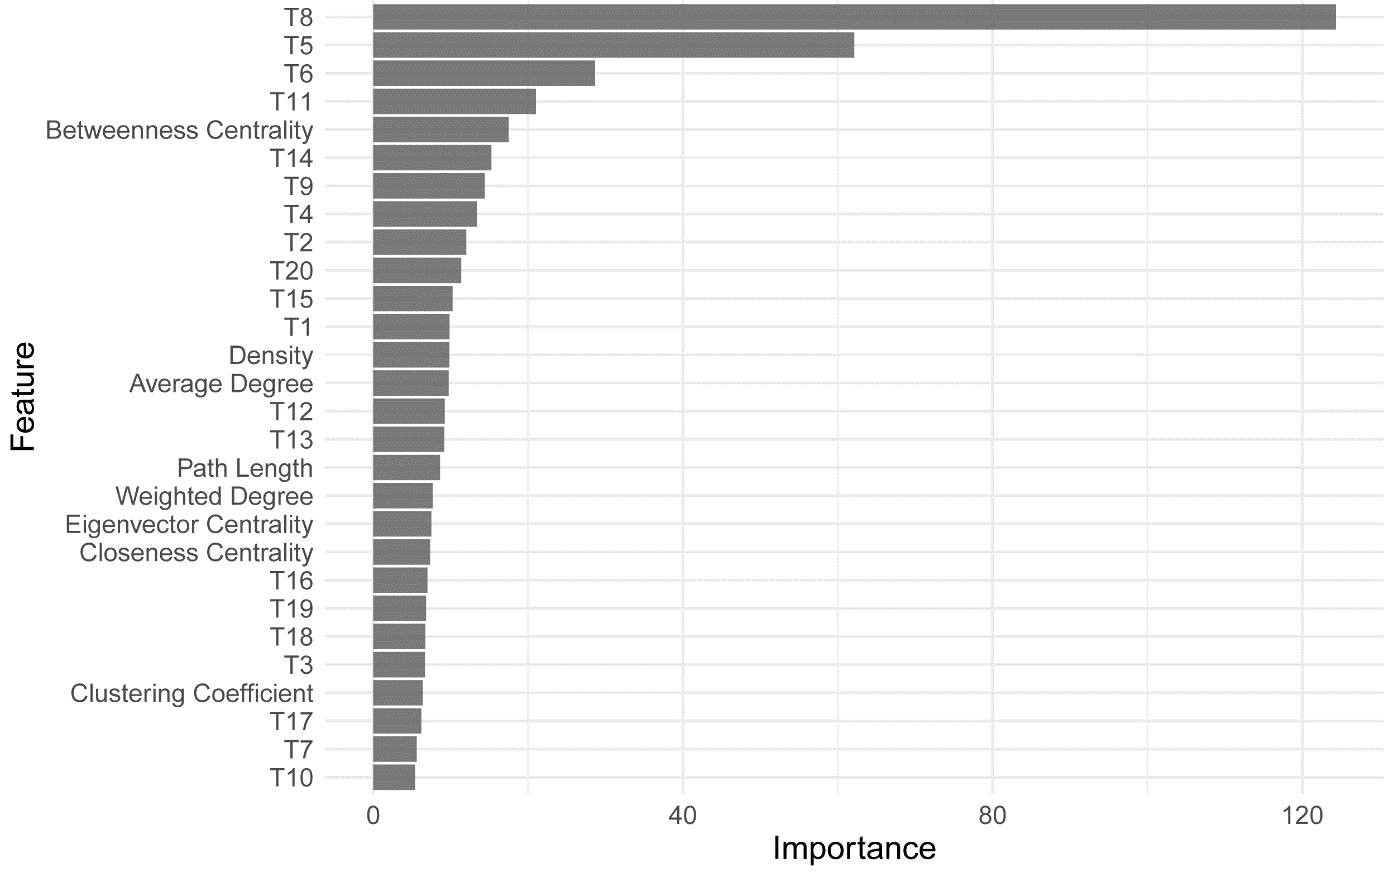 T8
T5
T6
T11
Betweenness Centrality
T14
T9
T4
T2
T20
T15
T1
Density
Average Degree
T12
T13
Path Length
Weighted Degree
Eigenvector Centrality
Closeness Centrality
T16
T19
T18
T3
Clustering Coefficient
T17
T7
T10
Feature
0 40 80 120
Importance